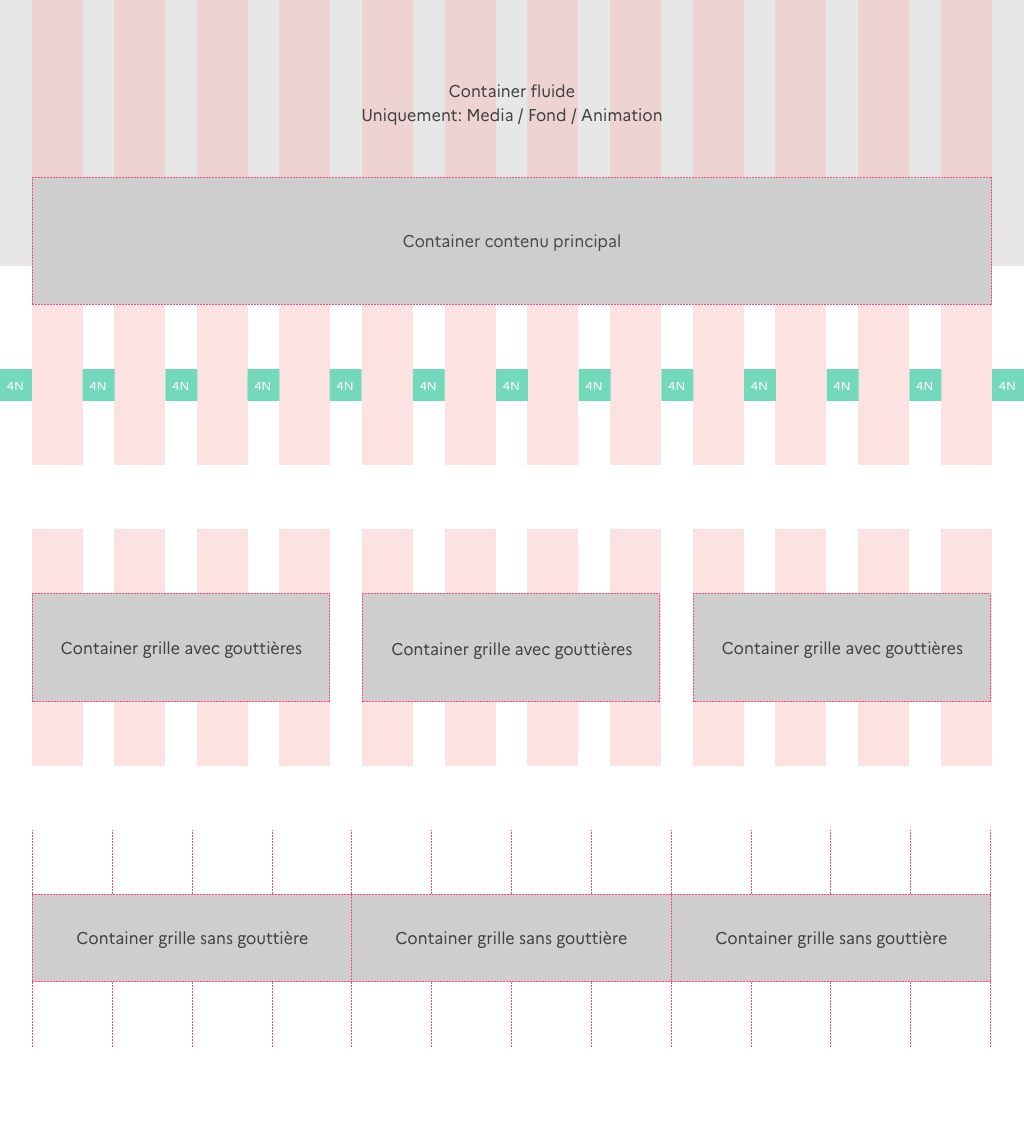 Container fluide
Uniquement: Media / Fond / Animation
Container contenu principal
4N 4N 4N 4N 4N 4N 4N 4N 4N 4N 4N 4N 4N
Container grille avec gouttières Container grille avec gouttières Container grille avec gouttières
Container grille sans gouttière Container grille sans gouttière Container grille sans gouttière